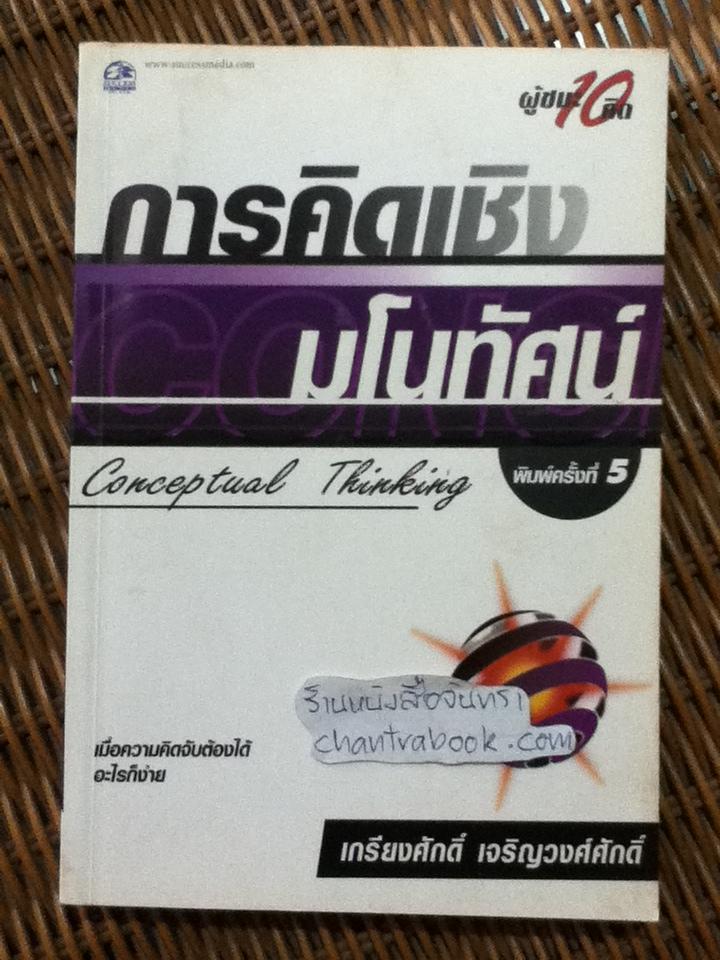 www.successmedia.com
ผู้ชนะ 10 คิด
การคิดเชิง
มโนทัศน์
Conceptual Thinking
พิมพ์ครั้งที่ 5
ร้านหนังสือจันทรา
chantrabook.com
เมื่อความคิดจับต้องได้
อะไรก็ง่าย
เกรียงศักดิ์ เจริญวงศ์ศักดิ์